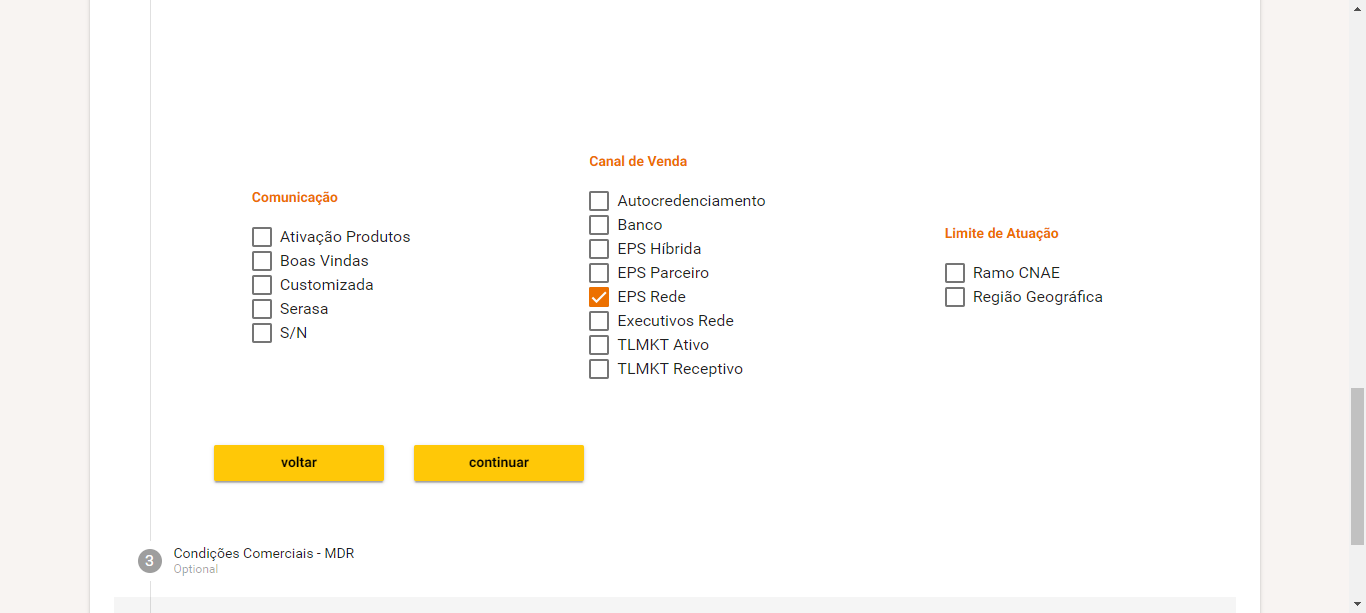 Comunicação
Ativação Produtos
Boas Vindas
Customizada
Serasa
S/N
Canal de Venda
Autocredenciamento
Banco
EPS Híbrida
EPS Parceiro
EPS Rede
Executivos Rede
TLMKT Ativo
TLMKT Receptivo
Limite de Atuação
Ramo CNAE
Região Geográfica
voltar
continuar
3
Condições Comerciais - MDR
Optional